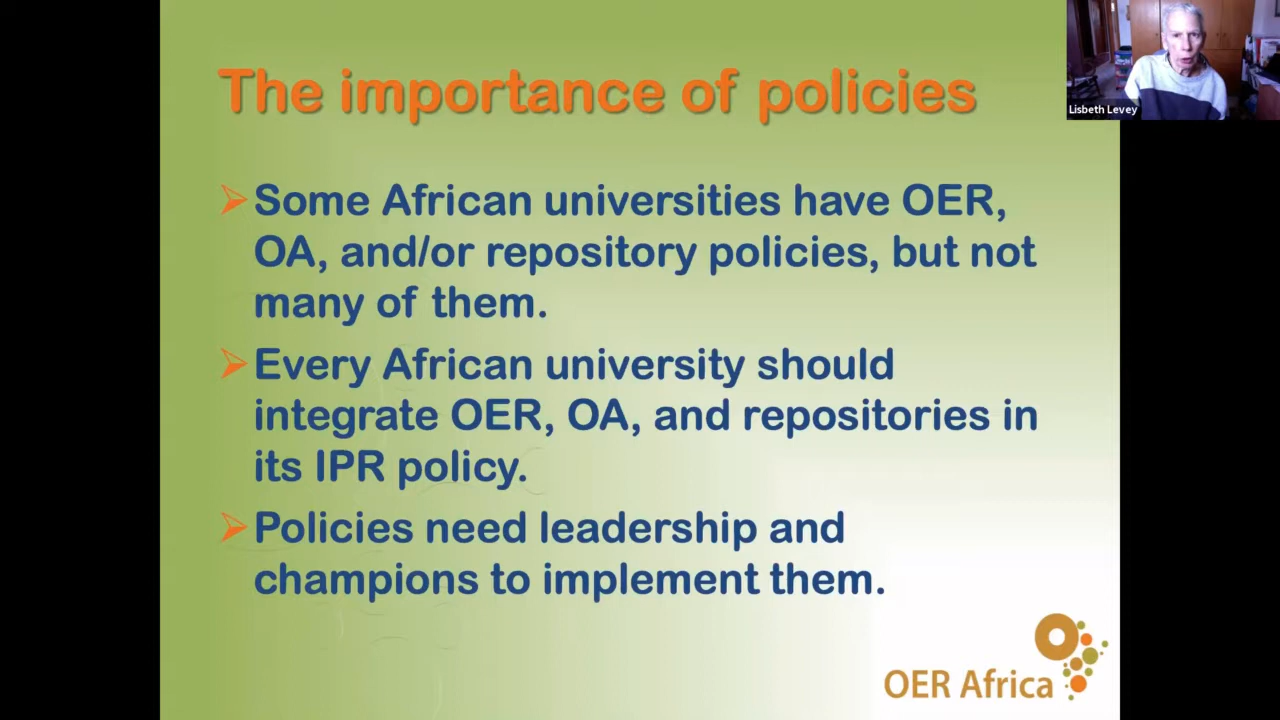 The importance of policies
Lisbeth Levey
Some African universities have OER,
OA, and/or repository policies, but not
many of them.
Every African university should
integrate OER, OA, and repositories in
its IPR policy.
Policies need leadership and
champions to implement them.
OER Africa